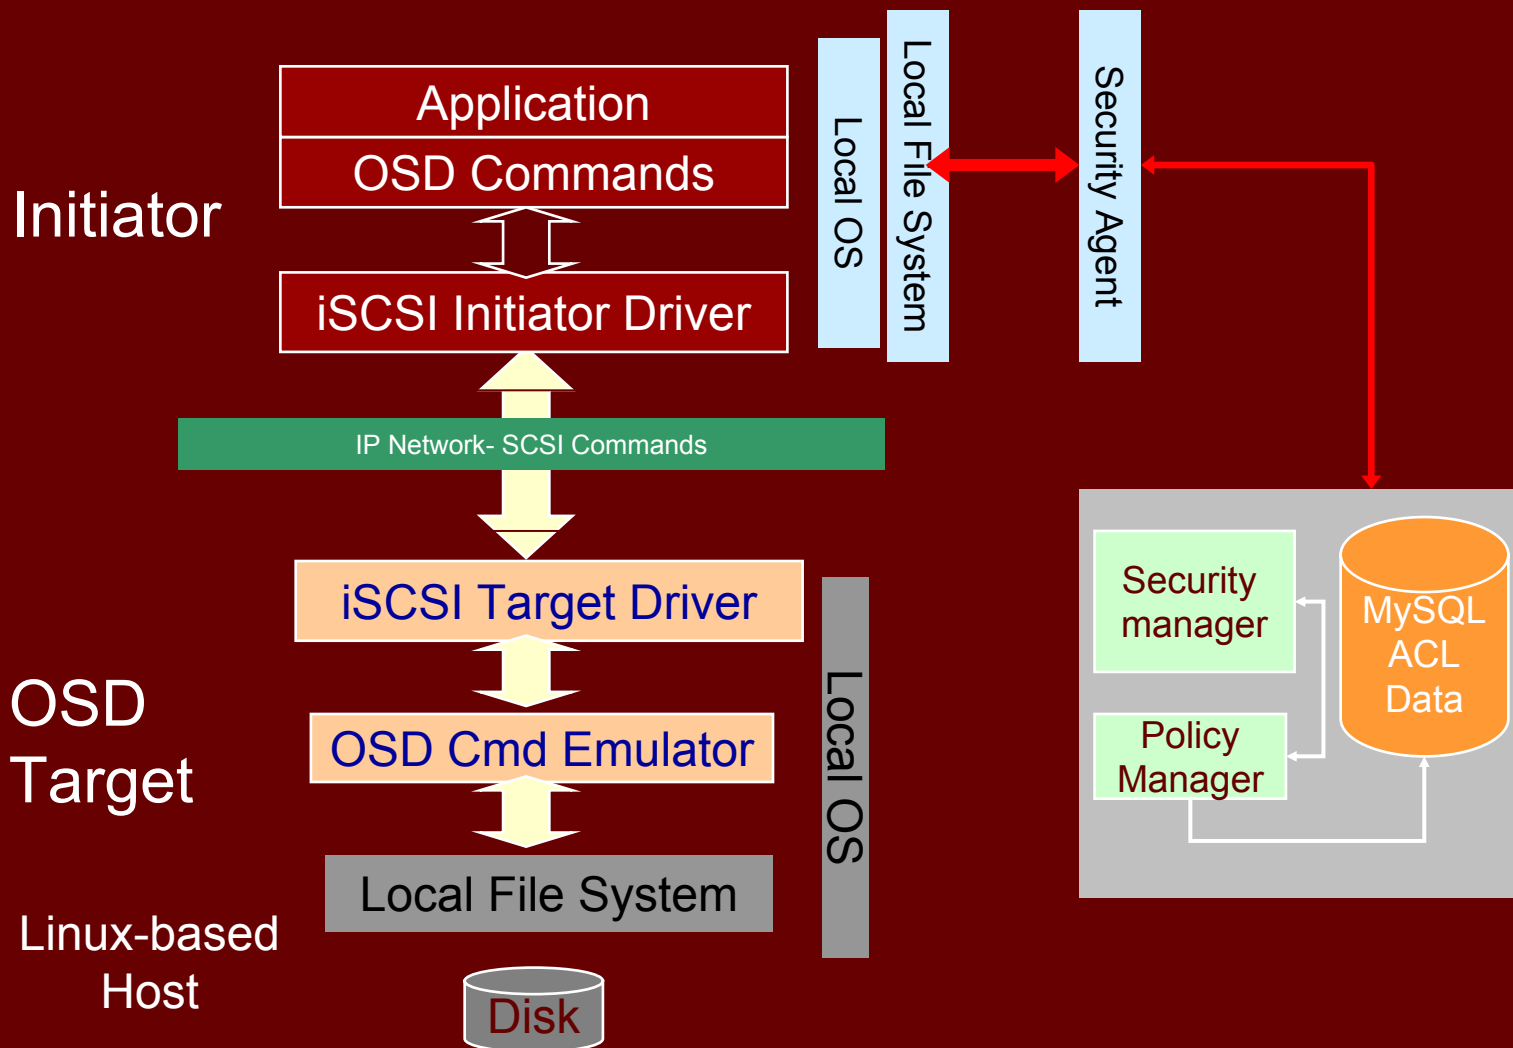 Application
OSD Commands
Initiator
iSCSI Initiator Driver
Local OS
Local File System
Security Agent
IP Network- SCSI Commands
iSCSI Target Driver
OSD
Target
OSD Cmd Emulator
Local OS
Local File System
Linux-based
Host
Disk
Security
manager
Policy
Manager
MySQL
ACL
Data